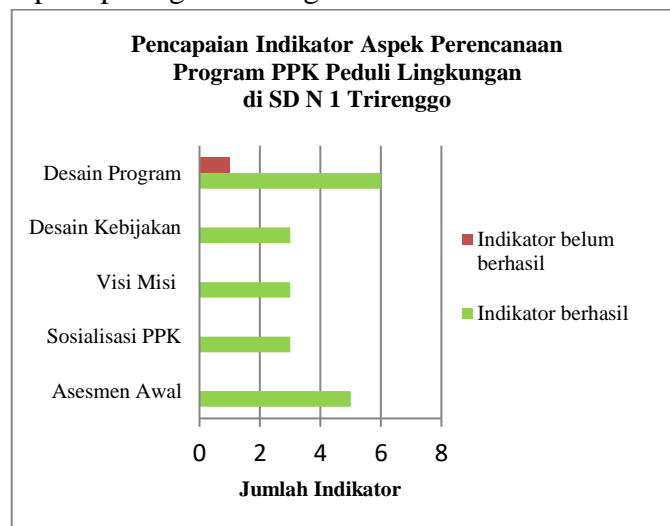 Pencapaian Indikator Aspek Perencanaan
Program PPK Peduli Lingkungan
di SD N 1 Trirenggo
Desain Program
Desain Kebijakan
Visi Misi
Sosialisasi PPK
Asesmen Awal
0 2 4 6 8
Jumlah Indikator
Indikator belum
berhasil
Indikator berhasil